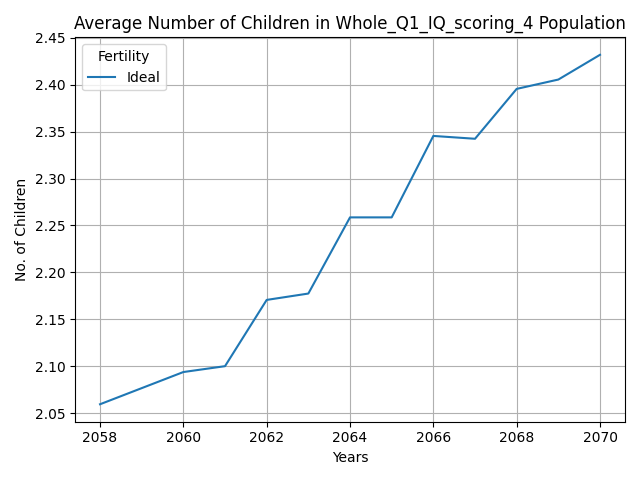 Average Number of Children in Whole_Q1_IQ_scoring_4 Population
Fertility
Ideal
No. of Children
2.45
2.40
2.35
2.30
2.25
2.20
2.15
2.10
2.05
2058 2060 2062 2064 2066 2068 2070
Years